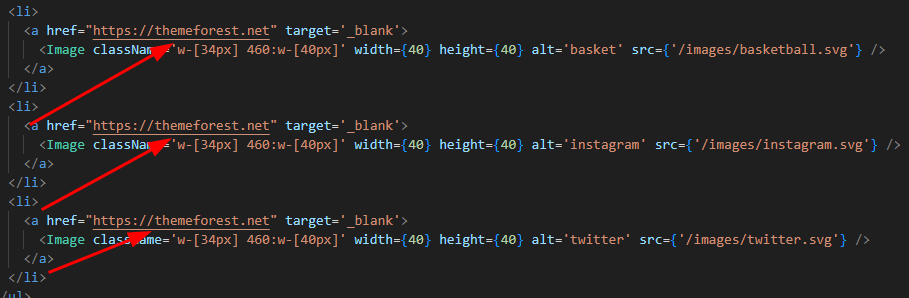 <li>
<a href="https://themeforest.net" target='_blank'>
<Image className='w-[34px] 460:w-[40px]' width={40} height={40} alt='basket' src={'/images/basketball.svg'} />
</a>
</li>
<li>
<a href="https://themeforest.net" target='_blank'>
<Image className='w-[34px] 460:w-[40px]' width={40} height={40} alt='instagram' src={'/images/instagram.svg'} />
</a>
</li>
<li>
<a href="https://themeforest.net" target='_blank'>
<Image className='w-[34px] 460:w-[40px]' width={40} height={40} alt='twitter' src={'/images/twitter.svg'} />
</a>
</li>
/ul>